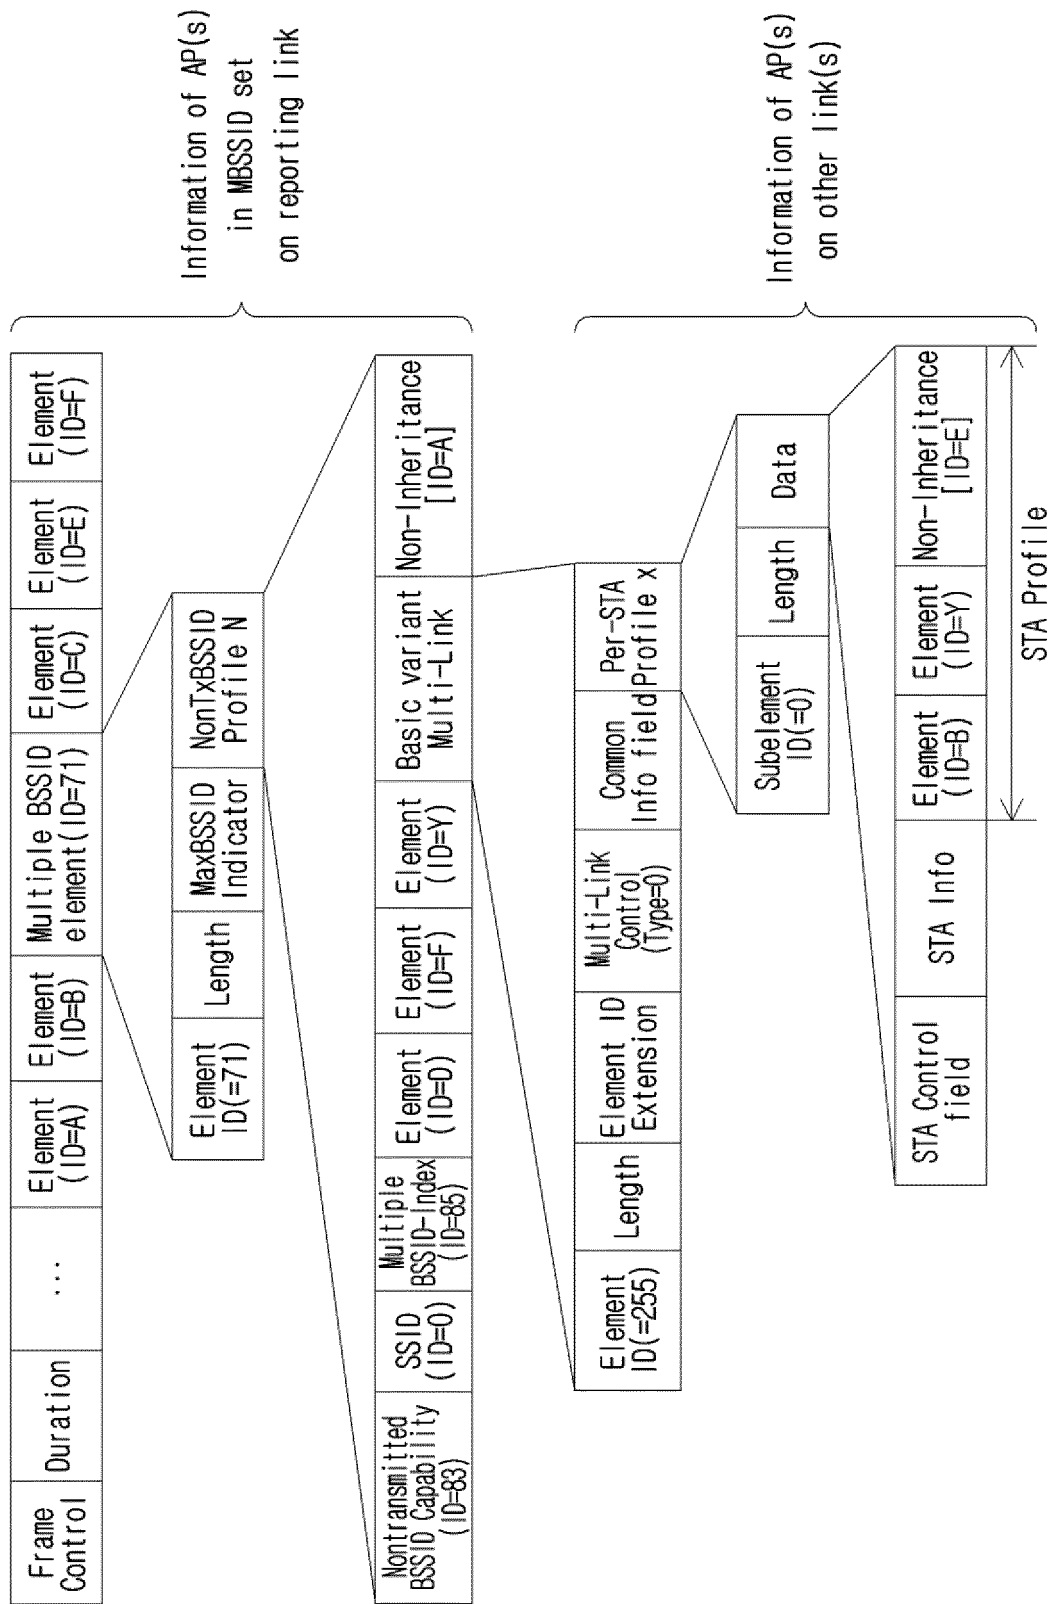 Frame
Control
Duration
...
Element
(ID=A)
Element
(ID=B)
Multiple BSSID
element(ID=71)
Element
(ID=C)
Element
(ID=E)
Element
(ID=F)
Element
ID(=71)
Length
MaxBSSID
Indicator
NonTxBSSID
Profile N
Information of AP(s)
in MBSSID set
on reporting link
Nontransmitted
BSSID Capability
(ID=83)
SSID
(ID=0)
Multiple
BSSID-Index
(ID=85)
Element
(ID=D)
Element
(ID=F)
Element
(ID=Y)
Basic variant
Multi-Link
Non-Inheritance
[ID=A]
Element
ID(=255)
Length
Element ID
Extension
Multi-Link
Control
(Type=0)
Common
Info field
Per-STA
Profile x
Subelement
ID(=0)
Length
Data
Information of AP(s)
on other link(s)
STA Control
field
STA Info
Element
(ID=B)
Element
(ID=Y)
Non-Inheritance
[ID=E]
STA Profile